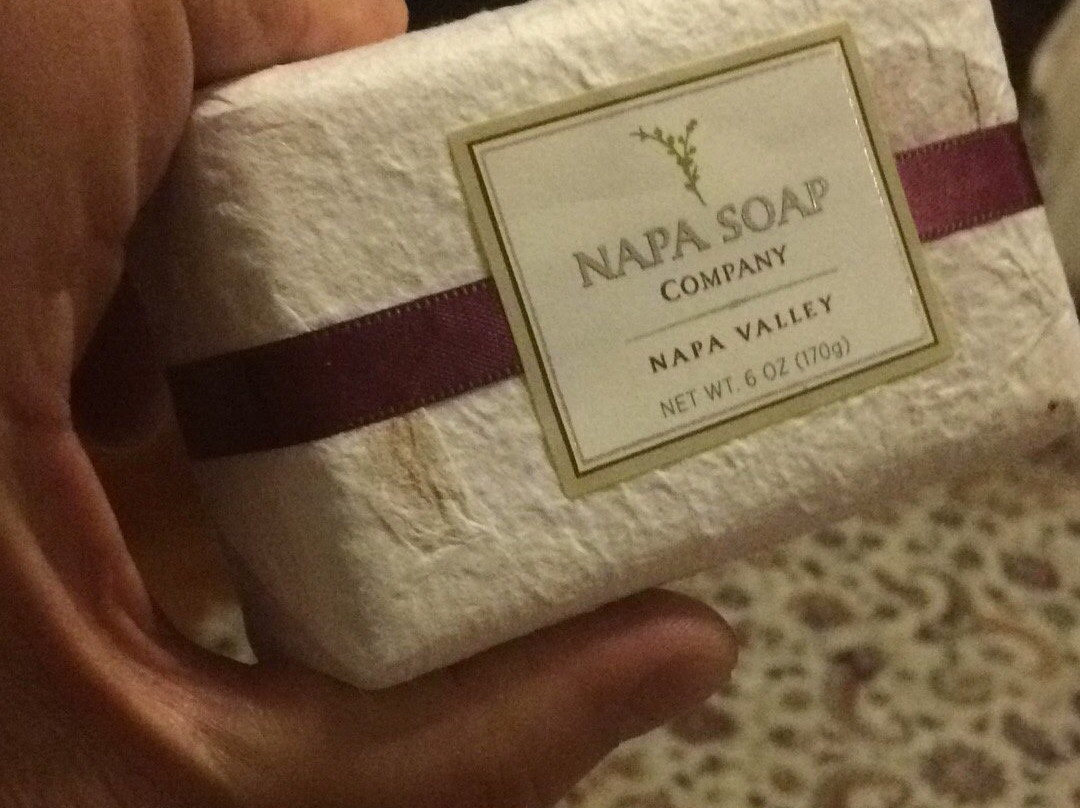 NAPA SOAP
COMPANY
NAPA VALLEY
NET WT. 6 OZ (170g)